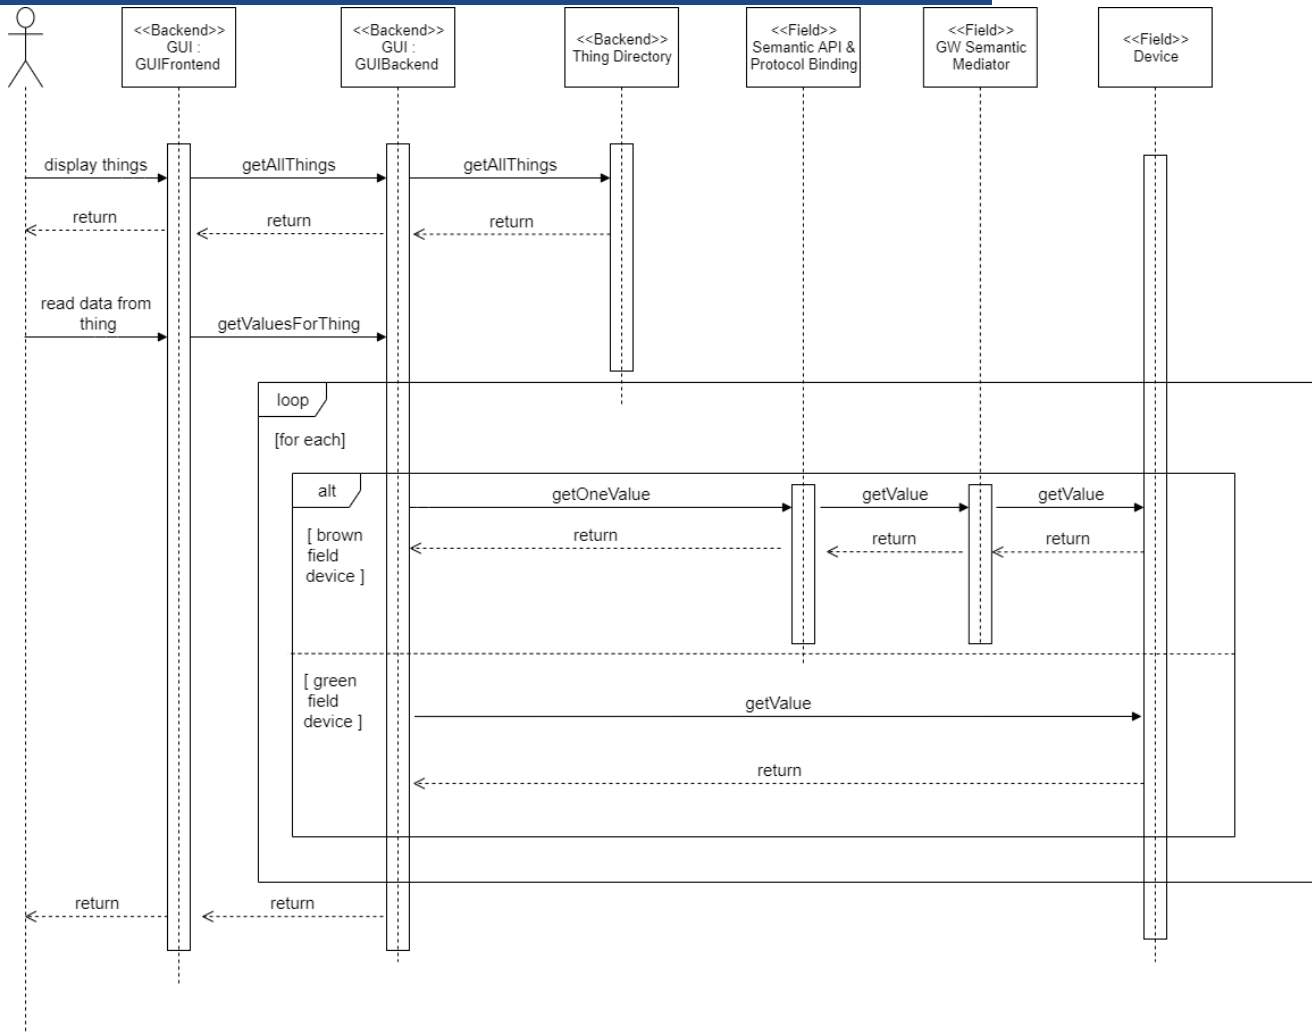 <<Backend>>
GUI :
GUIFrontend
<<Backend>>
GUI :
GUIBackend
<<Backend>>
Thing Directory
<<Field>>
Semantic API &
Protocol Binding
<<Field>>
GW Semantic
Mediator
<<Field>>
Device
display things
getAllThings
getAllThings
return
return
return
read data from
thing
getValuesForThing
loop
[for each]
alt
getOneValue
getValue
getValue
[ brown
field
device ]
return
return
return
[ green
field
device ]
getValue
return
return
return